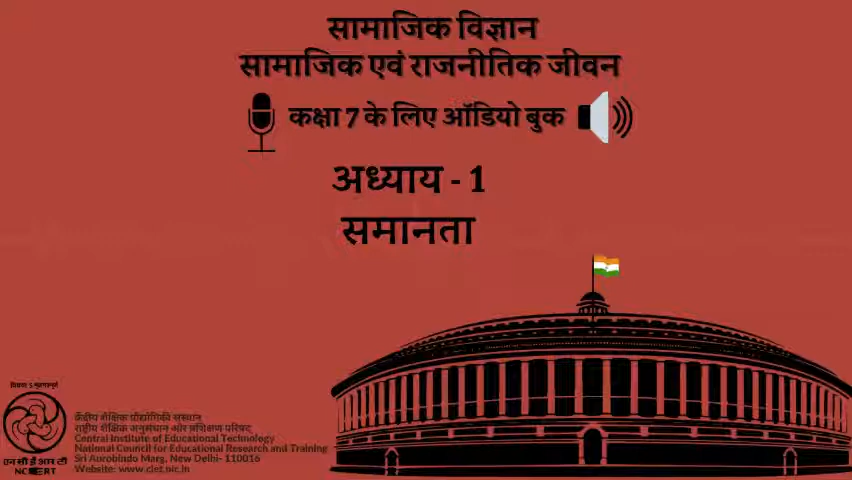 सामाजिक विज्ञान
सामाजिक एवं राजनीतिक जीवन
कक्षा 7 के लिए ऑडियो बुक
अध्याय - 1
समानता
एन सी ई आर टी
NCERT
केंद्रीय शैक्षिक प्रौद्योगिकी संस्थान
राष्ट्रीय शैक्षिक अनुसंधान और प्रशिक्षण परिषद
Central Institute of Educational Technology
National Council for Educational Research and Training
Sri Aurobindo Marg, New Delhi- 110016
Website: www.ciet.nic.in